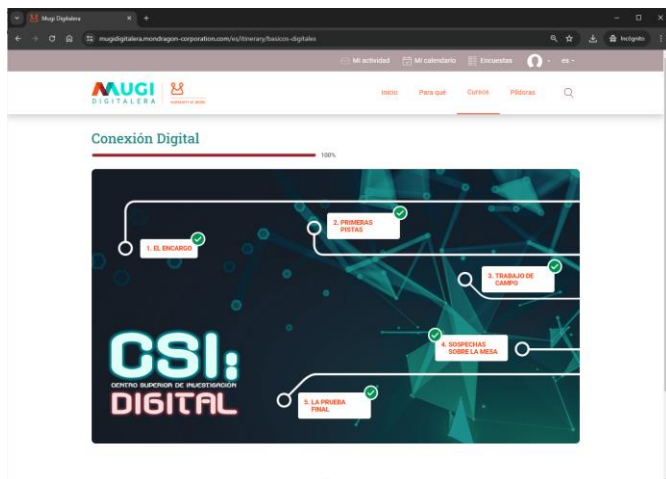 Mugi Digitalera
mugidigitalera.mondragon-corporation.com/es/itinerary/basicos-digitales
Incógnito
Mi actividad
Mi calendario
Encuestas
es
MUGI
DIGITALERA
Inicio
Para qué
Cursos
Píldoras
Conexión Digital
100%
1. EL ENCARGO
2. PRIMERAS
PISTAS
3. TRABAJO DE
CAMPO
4. SOSPECHAS
SOBRE LA MESA
CSI:
CENTRO SUPERIOR DE INVESTIGACIÓN
DIGITAL
5. LA PRUEBA
FINAL